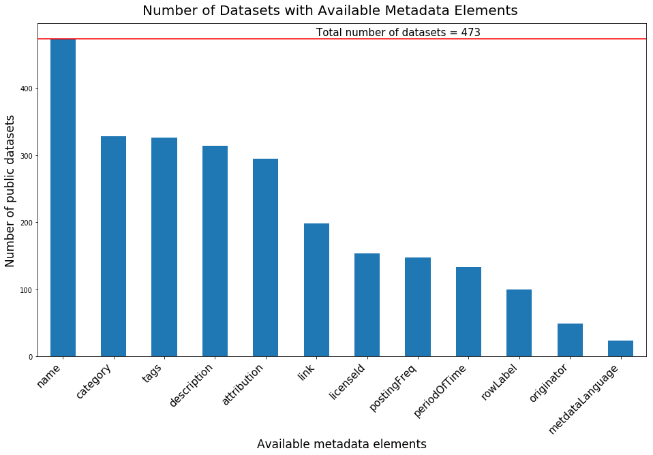 Number of Datasets with Available Metadata Elements
Total number of datasets = 473
Number of public datasets
400
300
200
100
0
name
category
tags
description
attribution
link
licenseId
postingFreq
periodOfTime
rowLabel
originator
metdataLanguage
Available metadata elements